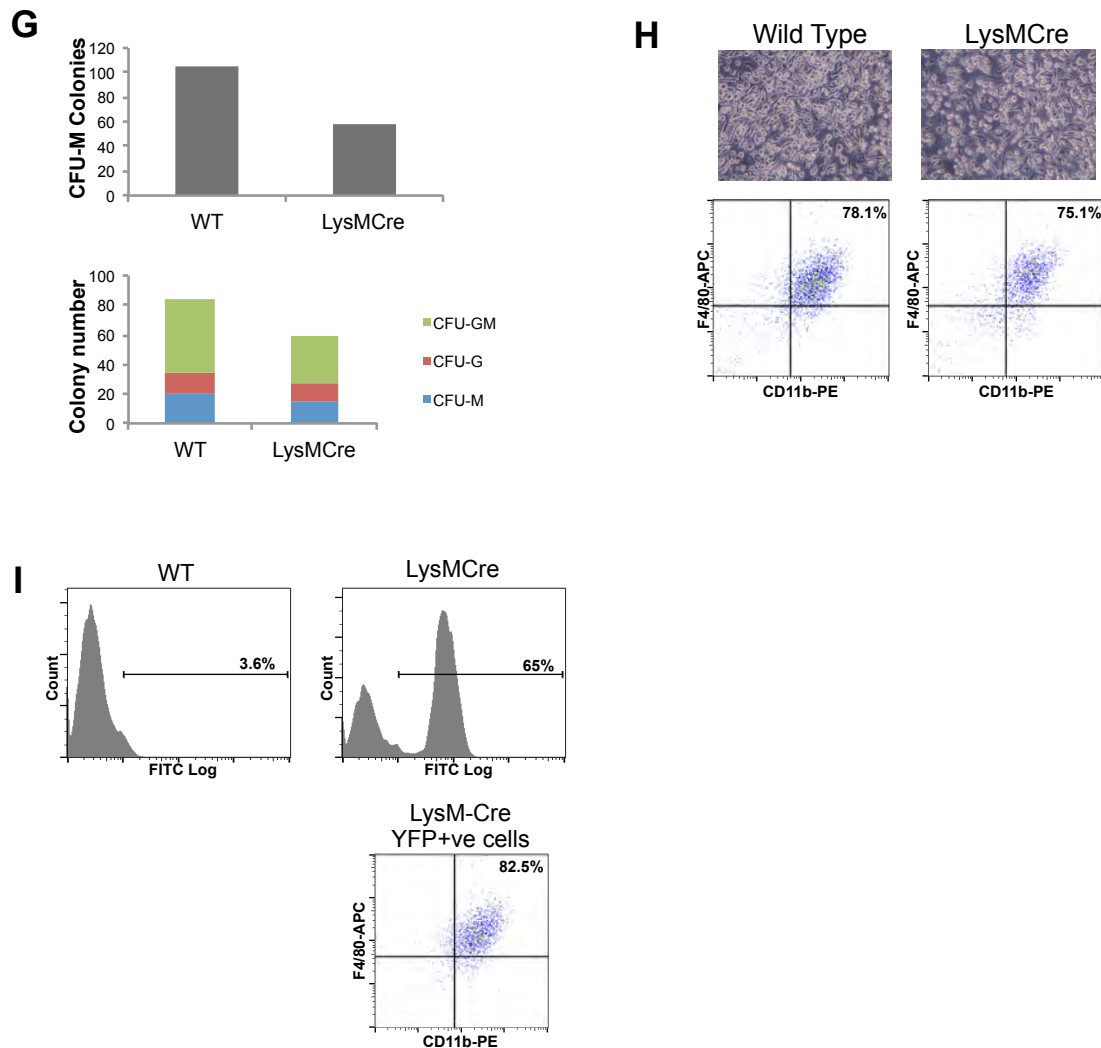 G
CFU-M Colonies
120
100
80
60
40
20
0
WT
LysMCre
Colony number
100
80
60
40
20
0
WT
LysMCre
CFU-GM
CFU-G
CFU-M
H
Wild Type
LysMCre
78.1%
F4/80-APC
CD11b-PE
75.1%
F4/80-APC
CD11b-PE
I
WT
3.6%
Count
FITC Log
LysMCre
65%
Count
FITC Log
LysM-Cre
YFP+ve cells
82.5%
F4/80-APC
CD11b-PE